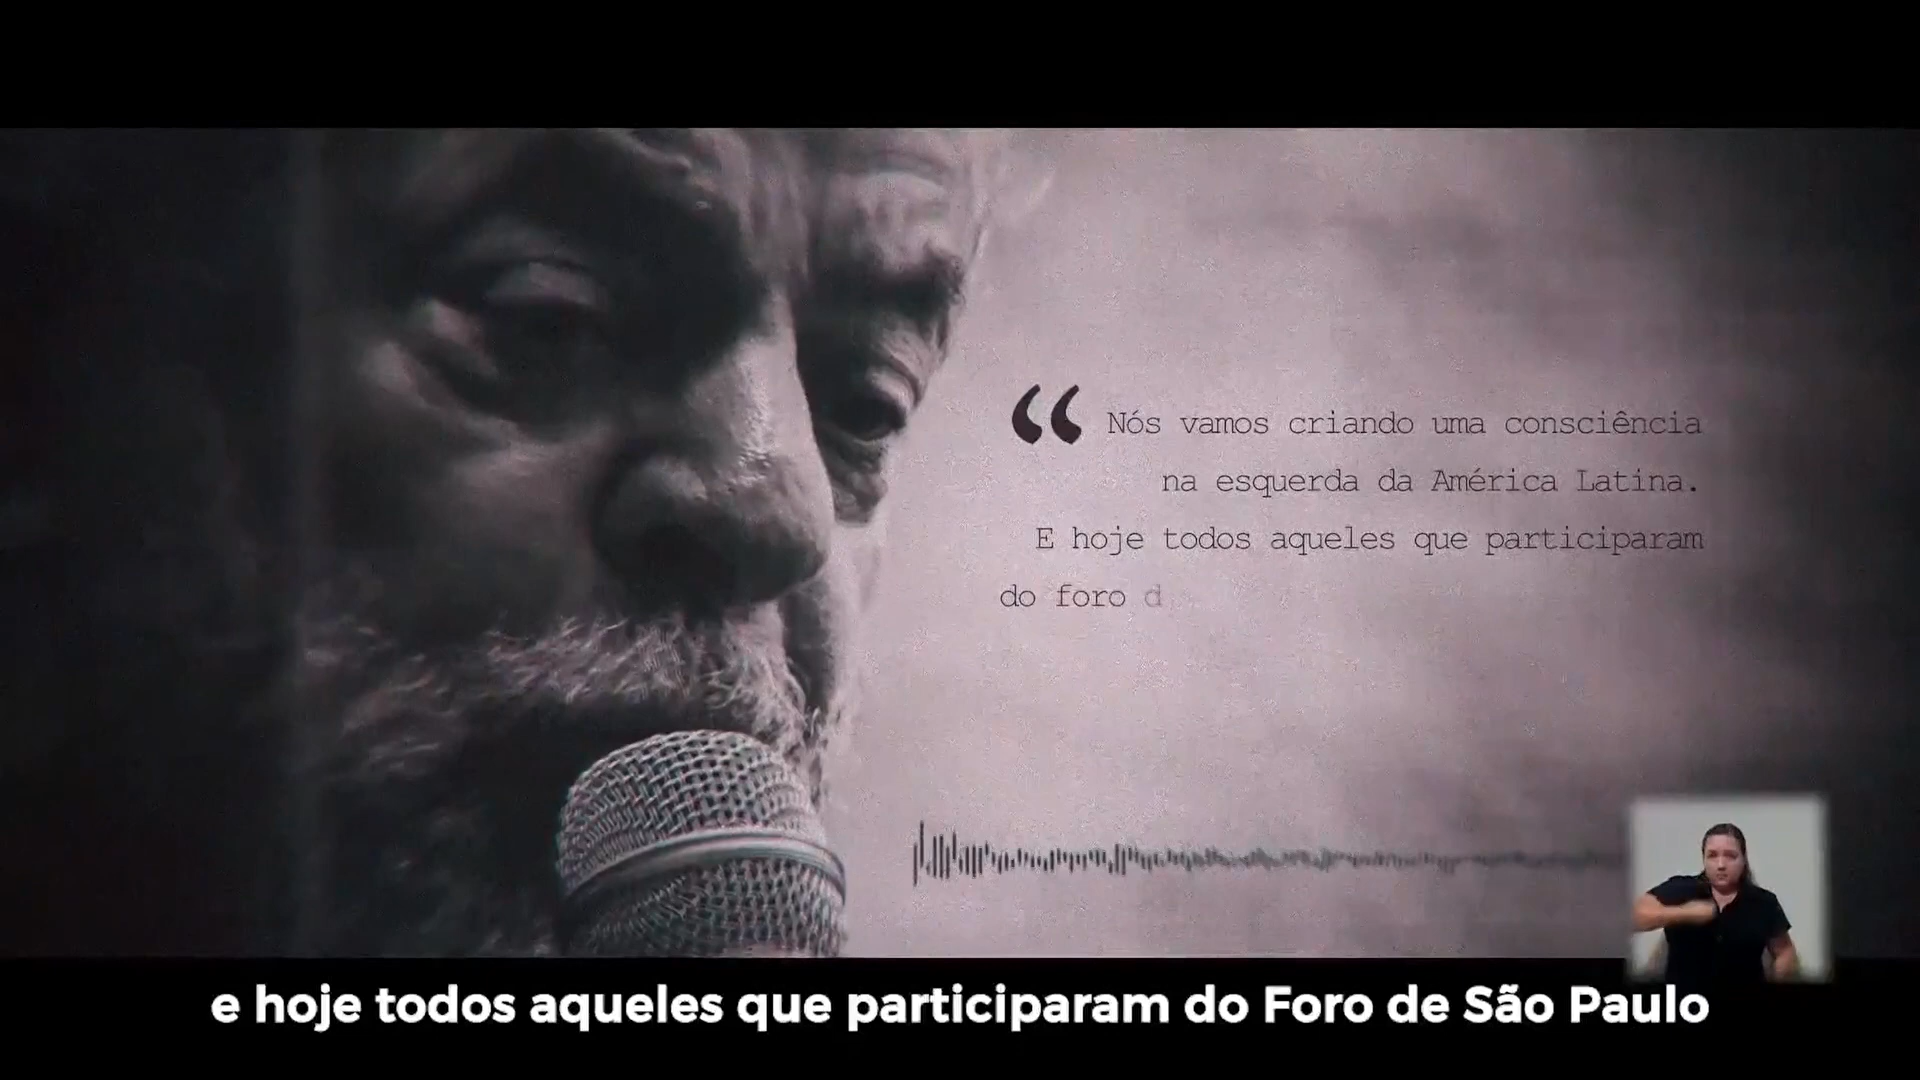 “ Nós vamos criando uma consciência
na esquerda da América Latina.
E hoje todos aqueles que participaram
do foro d
e hoje todos aqueles que participaram do Foro de São Paulo